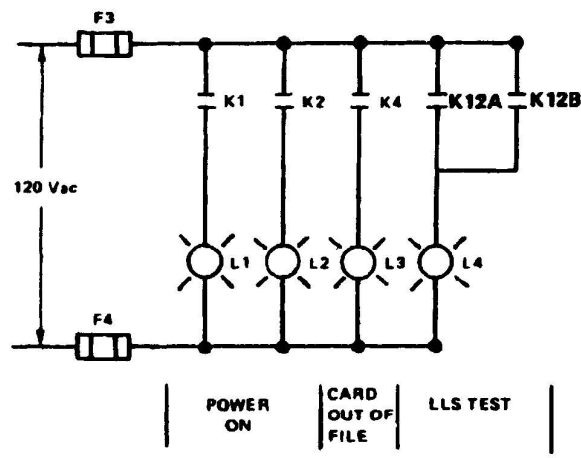 F3
K1
K2
K4
K12A
K12B
120 Vac
L1
L2
L3
L4
F4
POWER
ON
CARD
OUT OF
FILE
LLS TEST